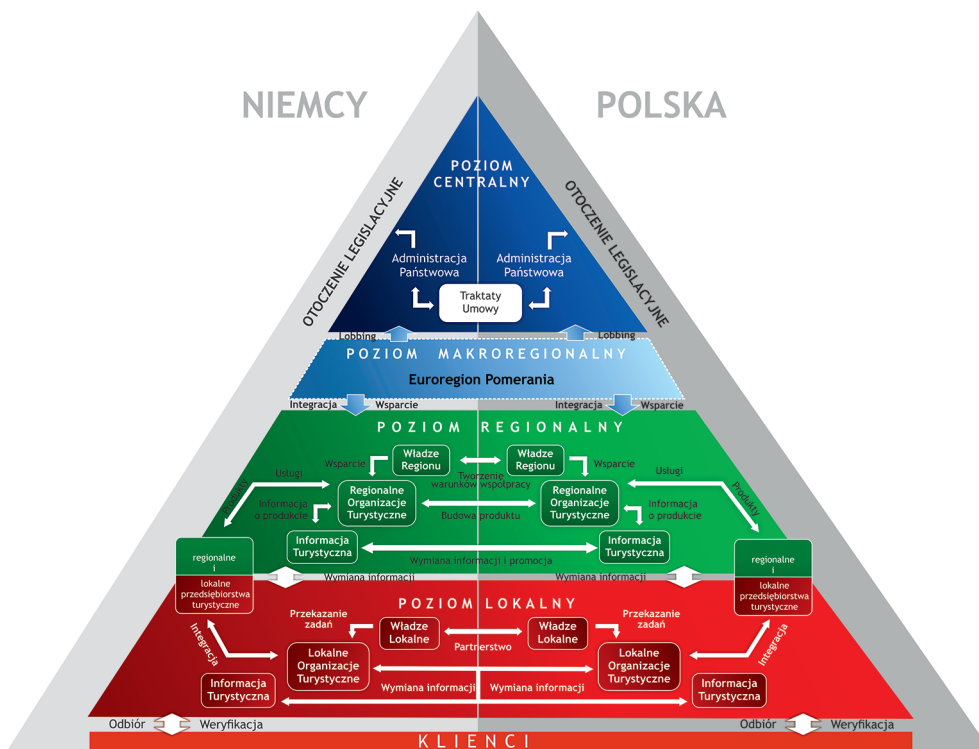 NIEMCY
POLSKA
POZIOM
CENTRALNY
OTOCZENIE LEGISLACYJNE
OTOCZENIE LEGISLACYJNE
Administracja
Państwowa
Administracja
Państwowa
Traktaty
Umowy
Lobbing
Lobbing
POZIOM MAKROREGIONALNY
Euroregion Pomerania
Integracja
Wsparcie
Integracja
Wsparcie
POZIOM REGIONALNY
Władze
Regionu
Władze
Regionu
Wsparcie
Wsparcie
Tworzenie
warunków współpracy
Usługi
Usługi
Produkty
Produkty
Regionalne
Organizacje
Turystyczne
Regionalne
Organizacje
Turystyczne
Informacja
o produkcie
Informacja
o produkcie
Budowa produktu
Informacja
Turystyczna
Informacja
Turystyczna
Wymiana informacji i promocja
regionalne
i
lokalne
przedsiębiorstwa
turystyczne
regionalne
i
lokalne
przedsiębiorstwa
turystyczne
Wymiana informacji
Wymiana informacji
POZIOM LOKALNY
Przekazanie
zadań
Przekazanie
zadań
Władze
Lokalne
Władze
Lokalne
Partnerstwo
Integracja
Integracja
Lokalne
Organizacje
Turystyczne
Lokalne
Organizacje
Turystyczne
Wymiana informacji
Wymiana informacji
Informacja
Turystyczna
Informacja
Turystyczna
Odbiór
Weryfikacja
Odbiór
Weryfikacja
KLIENCI